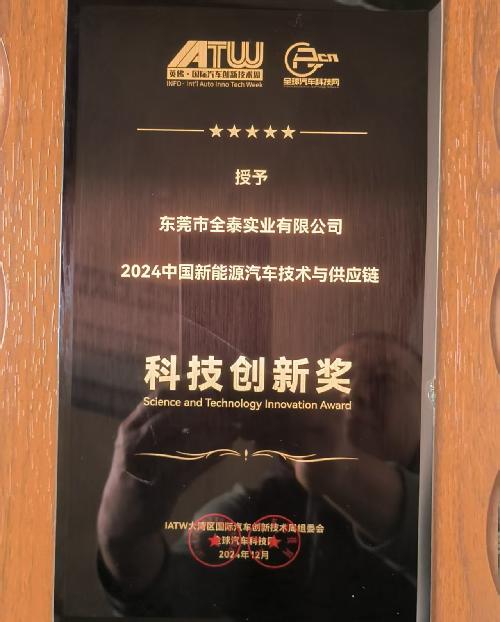 IATW
英佛·国际汽车创新技术周
INFO · Int'l Auto Inno Tech Week
cn
全球汽车科技网
授予
东莞市全泰实业有限公司
2024中国新能源汽车技术与供应链
科技创新奖
Science and Technology Innovation Award
IATW大湾区国际汽车创新技术周组委会
全球汽车科技网
2024年12月